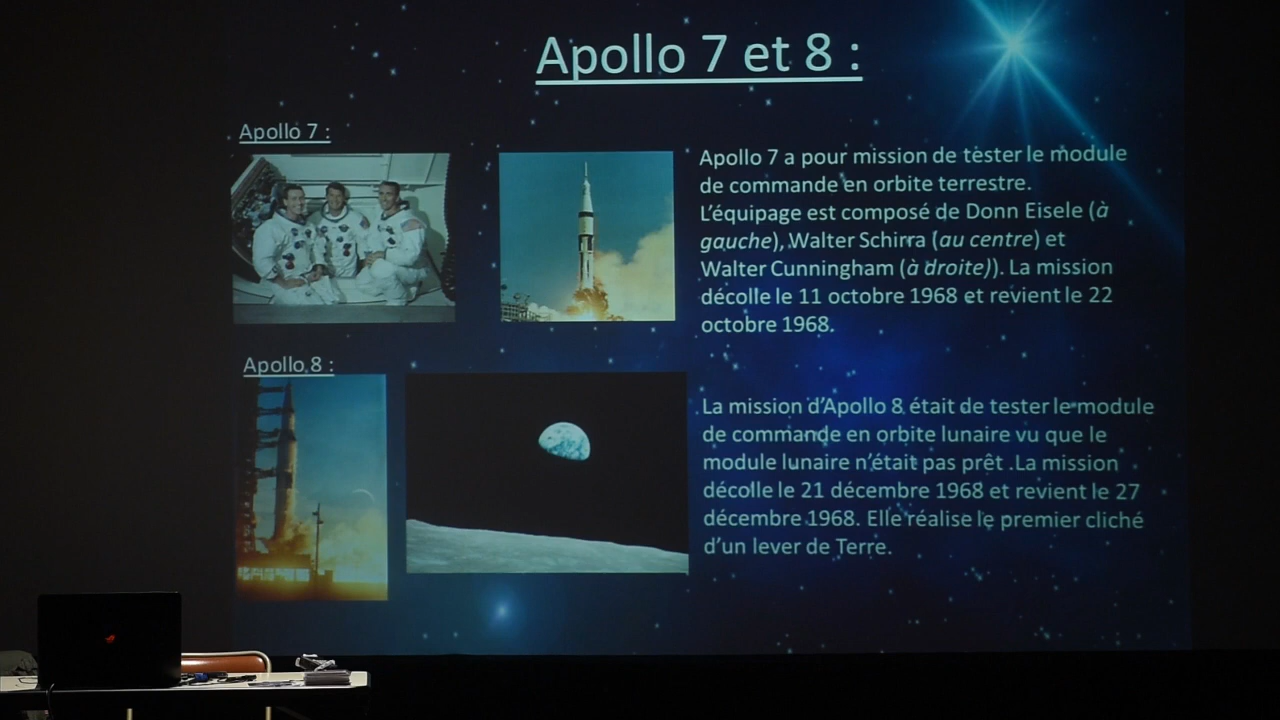 Apollo 7 et 8 :
Apollo 7 :
Apollo 7 a pour mission de tester le module
de commande en orbite terrestre.
L'équipage est composé de Donn Eisele (à
gauche), Walter Schirra (au centre) et
Walter Cunningham (à droite)). La mission
décolle le 11 octobre 1968 et revient le 22
octobre 1968.
Apollo 8 :
La mission d'Apollo 8 était de tester le module
de commande en orbite lunaire vu que le
module lunaire n'était pas prêt .La mission
décolle le 21 décembre 1968 et revient le 27
décembre 1968. Elle réalise le premier cliché
d'un lever de Terre.